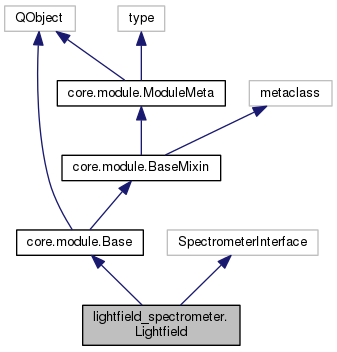 QObject
type
core.module.ModuleMeta
metaclass
core.module.BaseMixin
core.module.Base
SpectrometerInterface
lightfield_spectrometer.
Lightfield